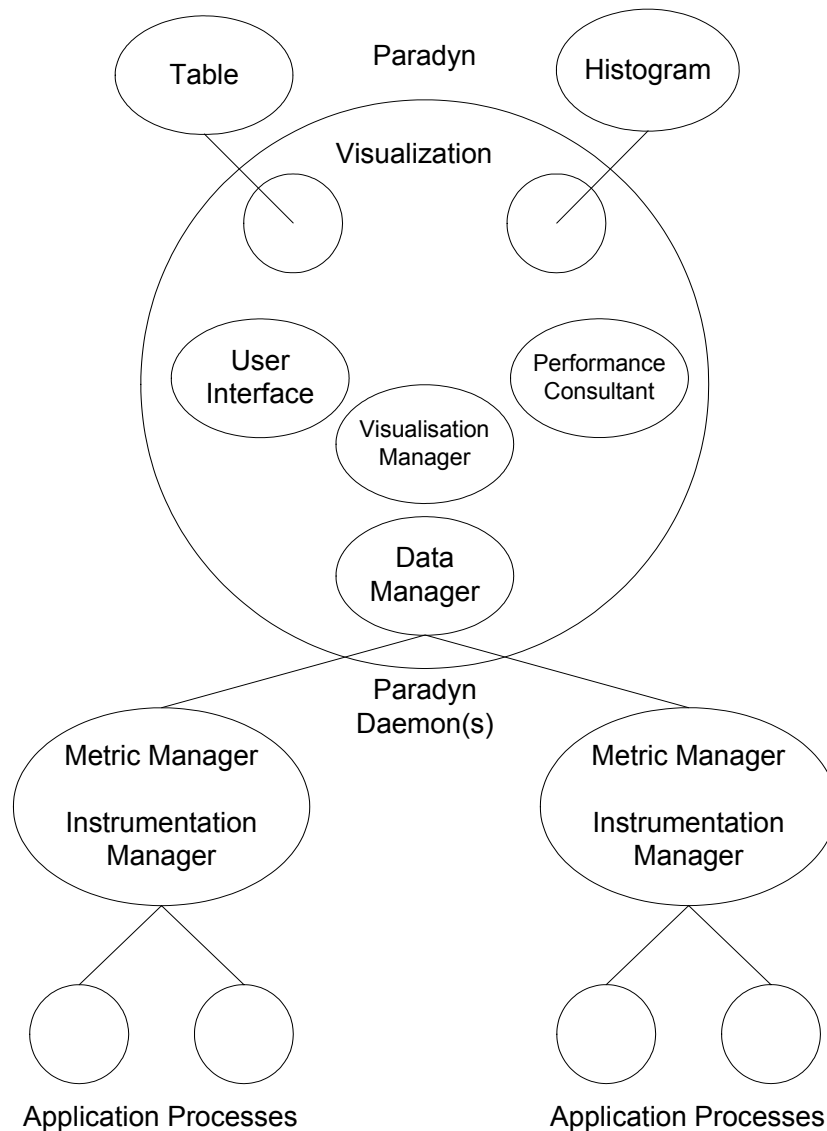 Paradyn
Table
Histogram
Visualization
User
Interface
Performance
Consultant
Visualisation
Manager
Data
Manager
Paradyn
Daemon(s)
Metric Manager
Instrumentation
Manager
Metric Manager
Instrumentation
Manager
Application Processes
Application Processes